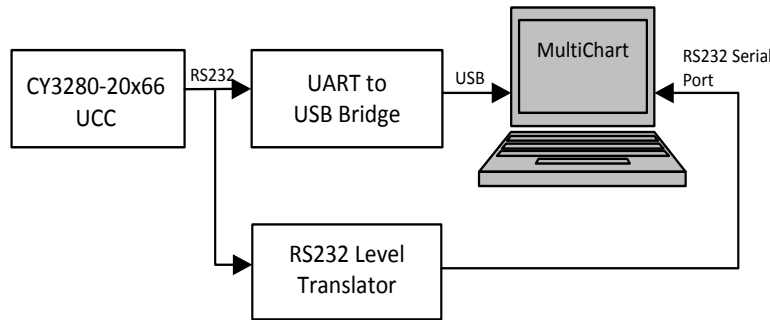 CY3280-20x66
UCC
RS232
UART to
USB Bridge
USB
MultiChart
RS232 Serial
Port
RS232 Level
Translator